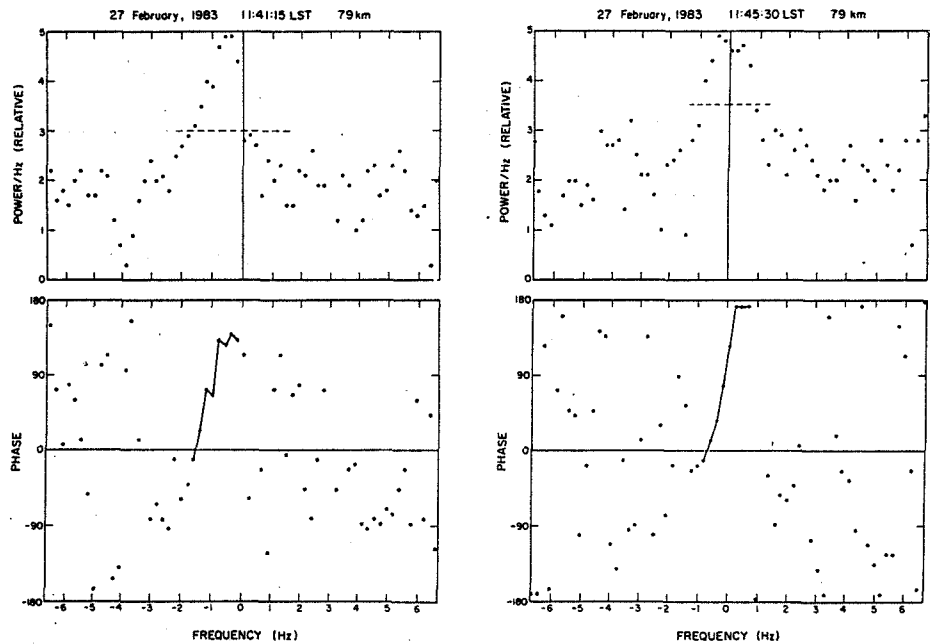 27 February, 1983 11:41:15 LST 79 km
5
4
3
2
1
0
POWER/Hz (RELATIVE)
180
90
0
-90
-180
PHASE
-6 -5 -4 -3 -2 -1 0 1 2 3 4 5 6
FREQUENCY (Hz)
27 February, 1983 11:45:30 LST 79 km
5
4
3
2
1
0
POWER/Hz (RELATIVE)
180
90
0
-90
-180
PHASE
-6 -5 -4 -3 -2 -1 0 1 2 3 4 5 6
FREQUENCY (Hz)